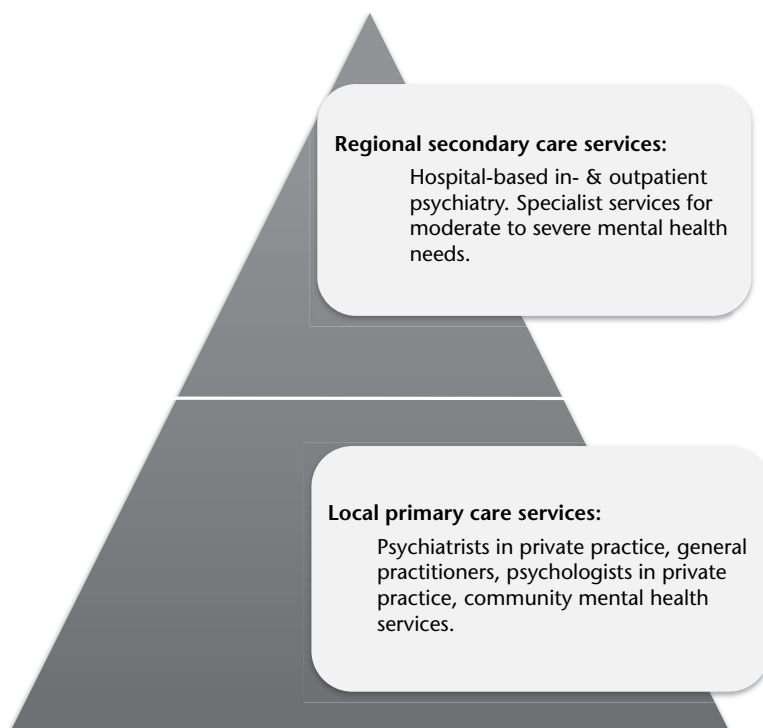 Regional secondary care services:
Hospital-based in- & outpatient
psychiatry. Specialist services for
moderate to severe mental health
needs.
Local primary care services:
Psychiatrists in private practice, general
practitioners, psychologists in private
practice, community mental health
services.